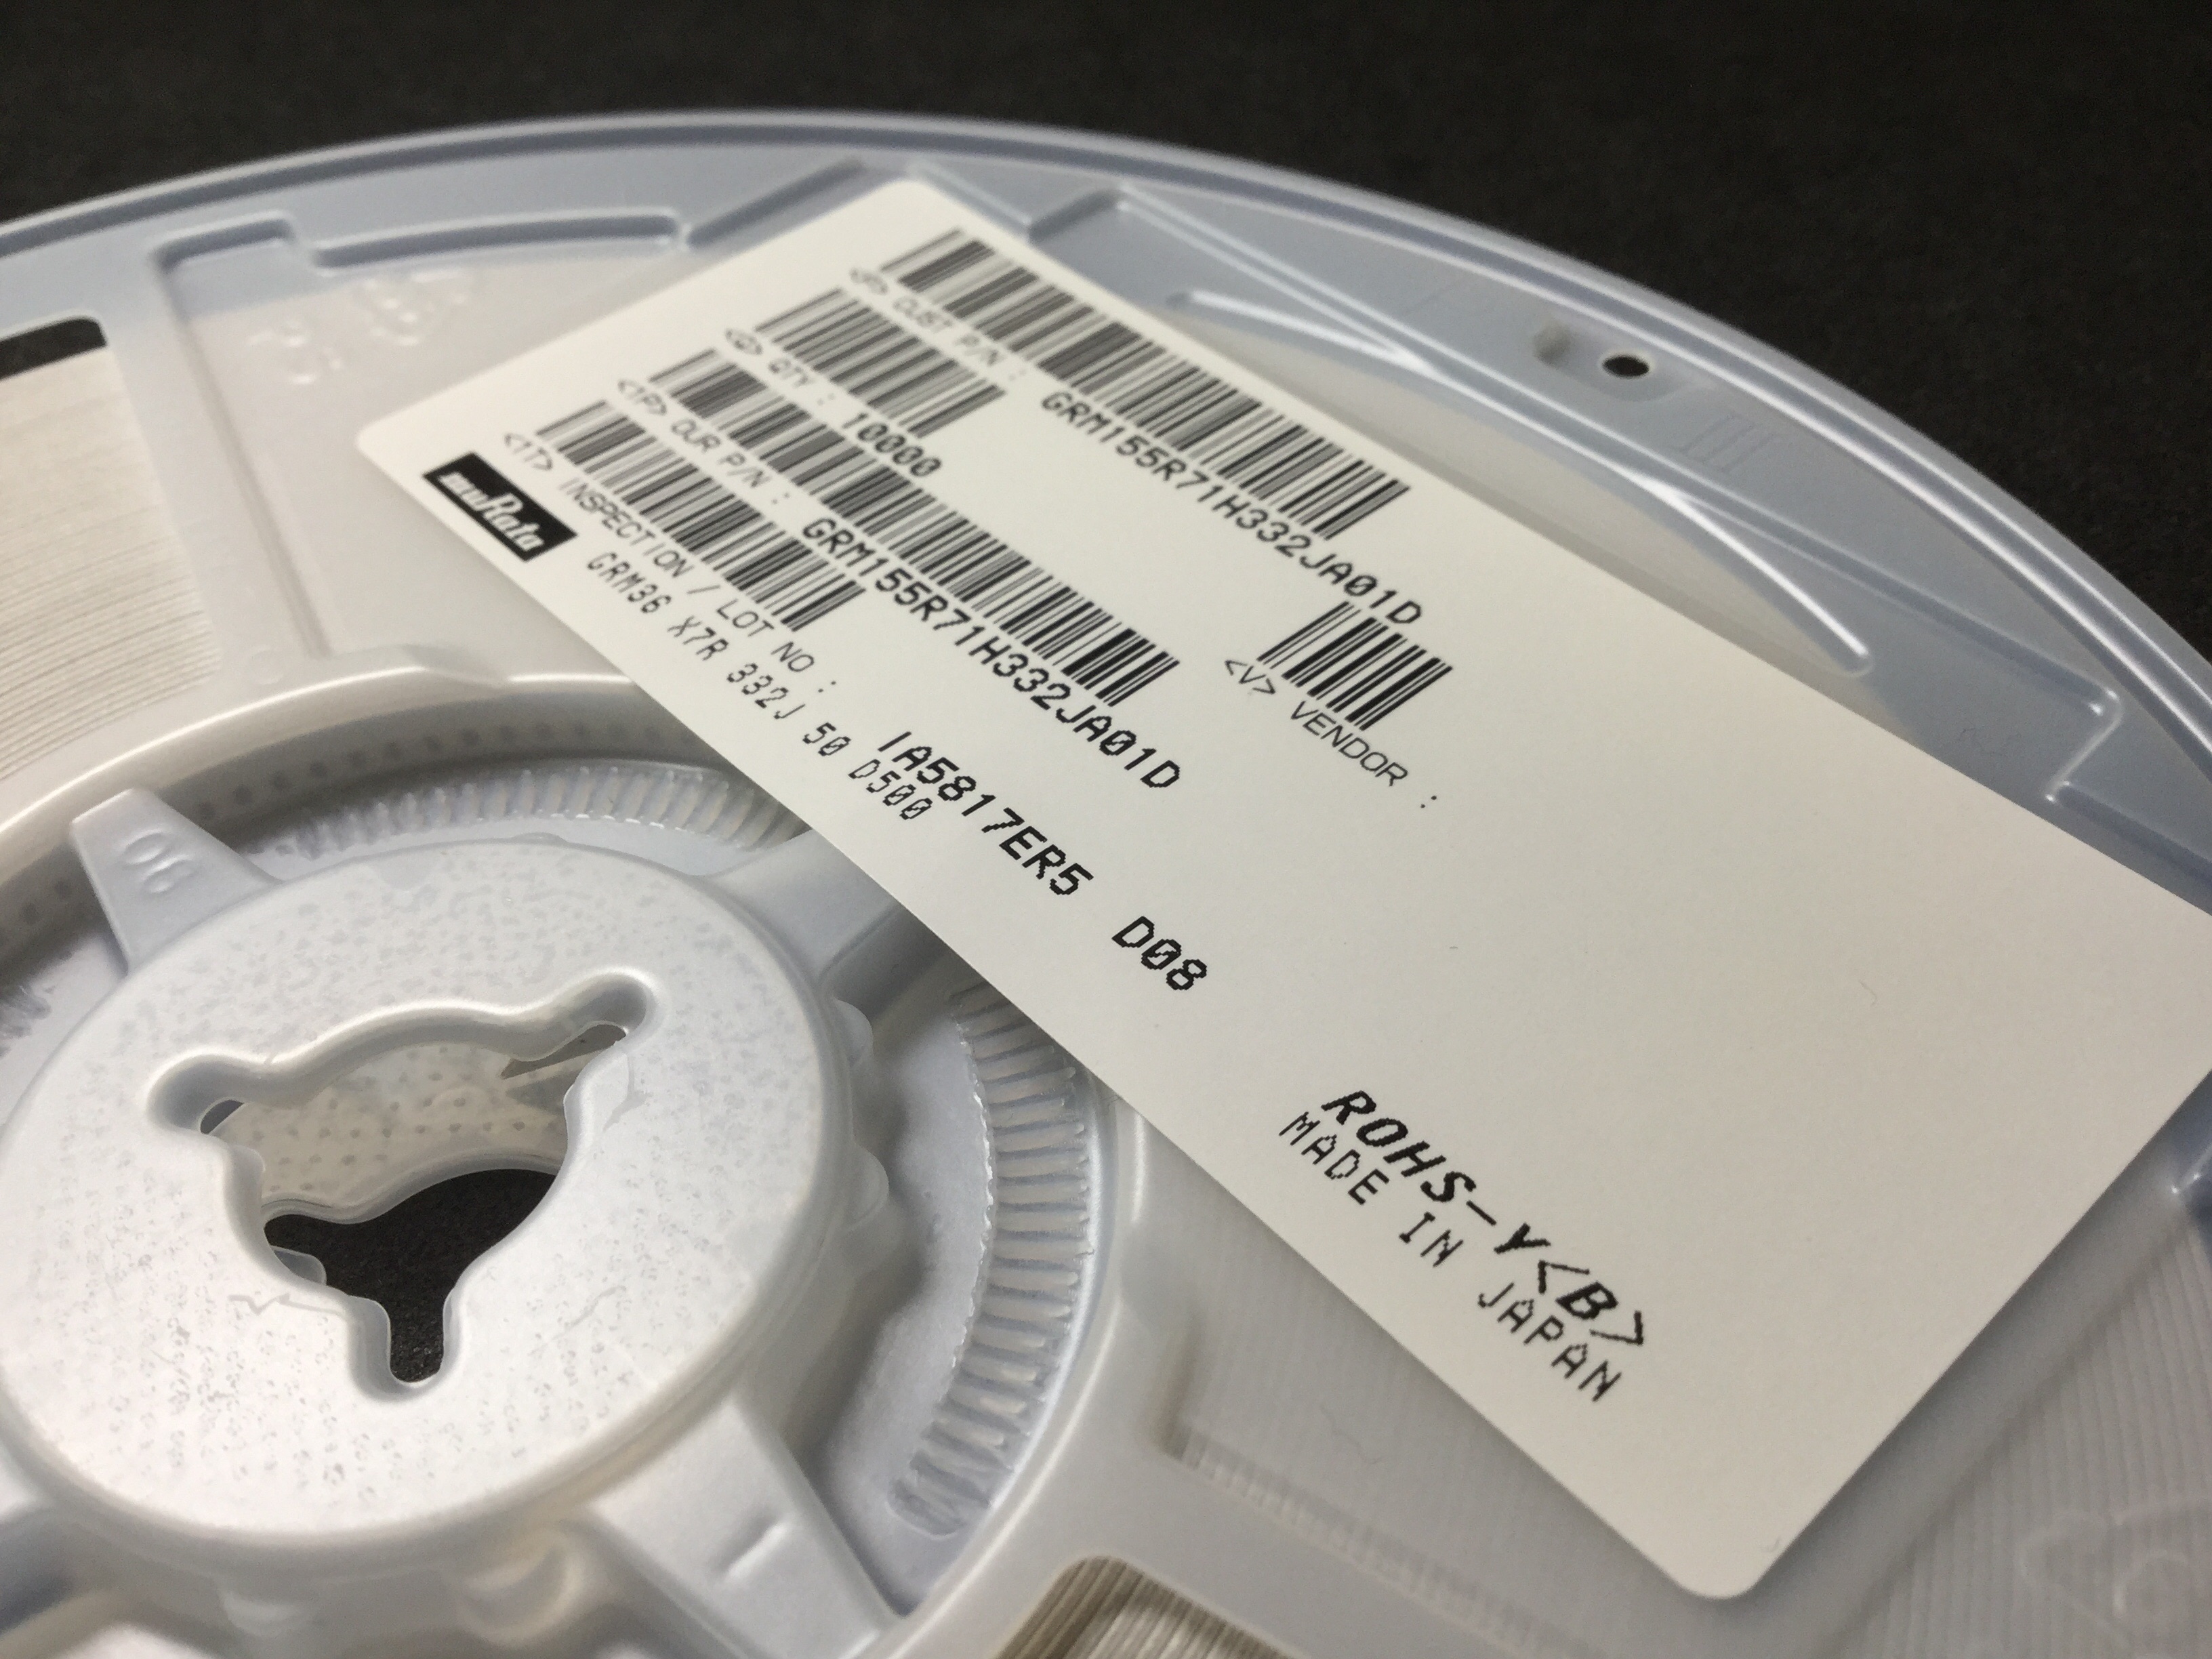 <P> CUST P/N : GRM155R71H332JA01D
<Q> QTY : 10000
<V> VENDOR :
<1P> OUR P/N : GRM155R71H332JA01D
<1T> INSPECTION / LOT NO : IA5817ER5 D08
muRata GRM36 X7R 332J 50 D500
ROHS-Y<B>
MADE IN JAPAN
PS